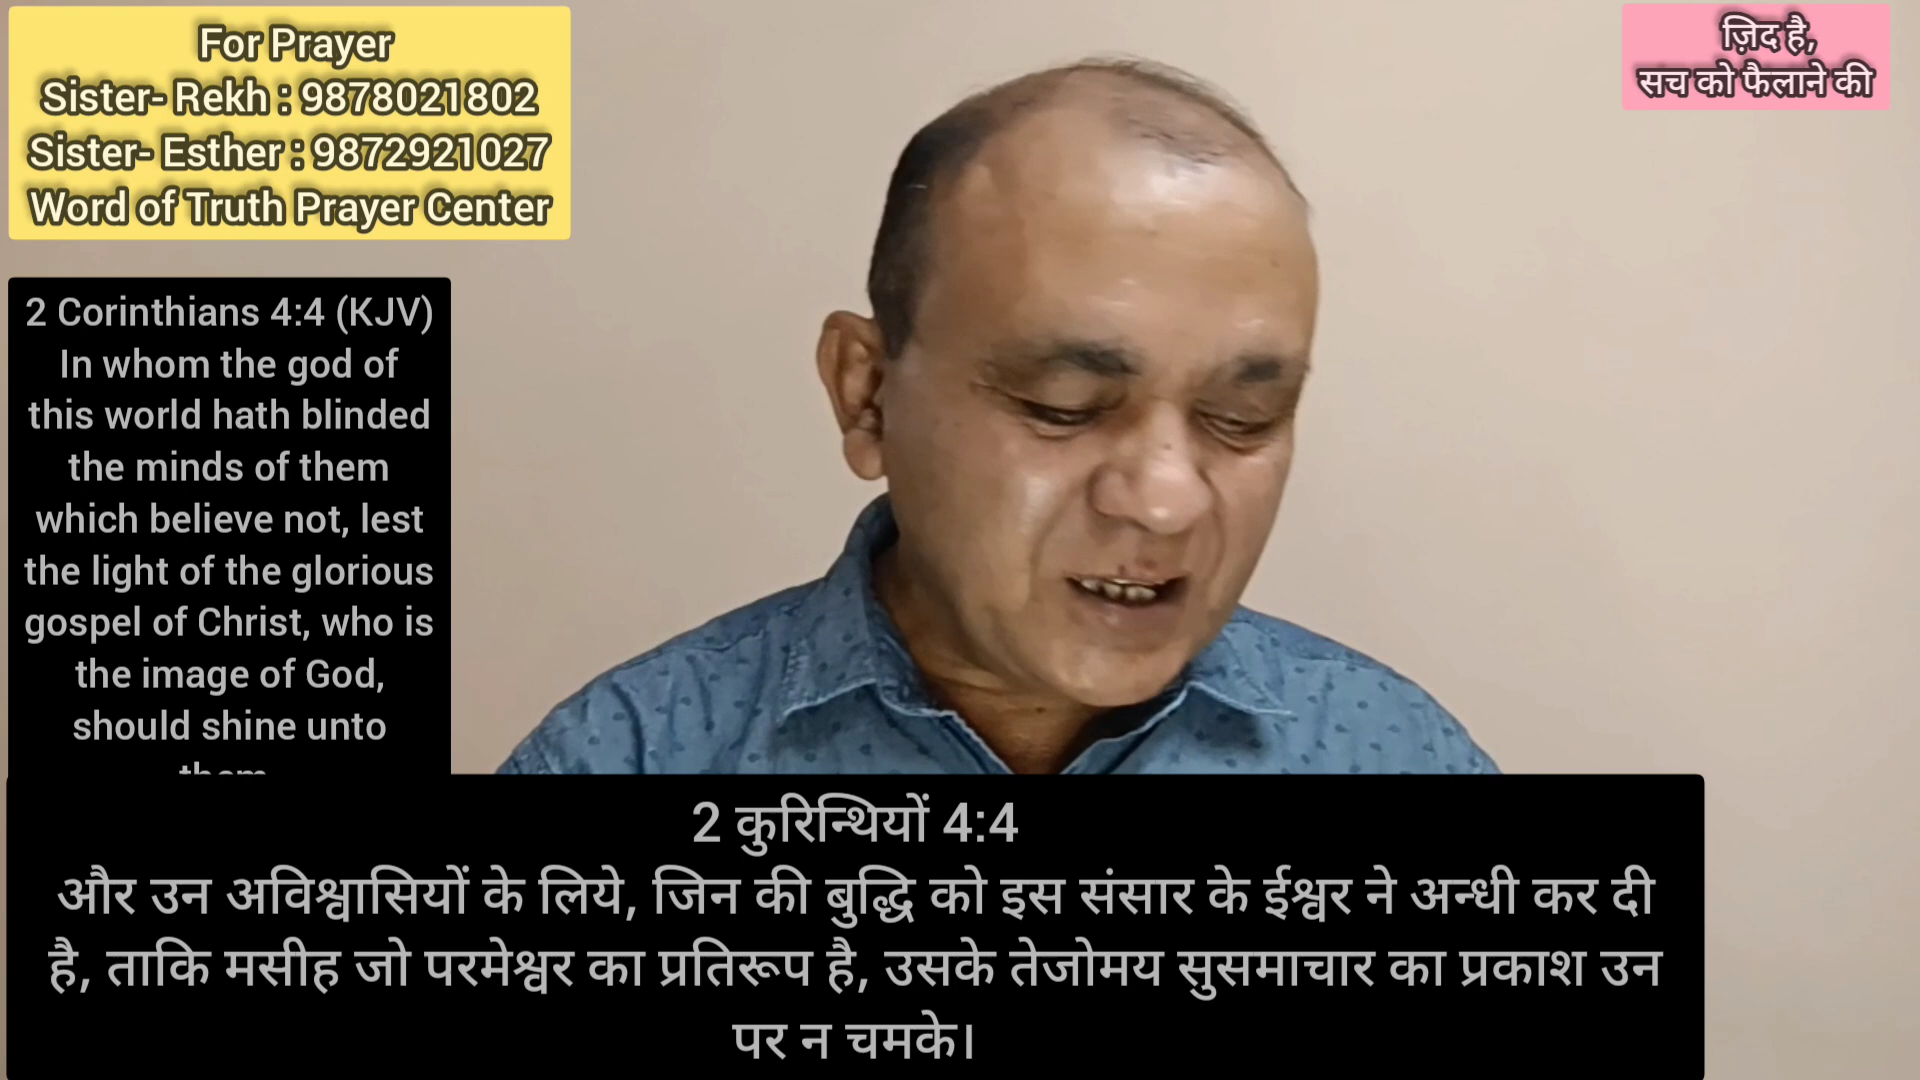 For Prayer
Sister- Rekh : 9878021802
Sister- Esther : 9872921027
Word of Truth Prayer Center
ज़िद है,
सच को फैलाने की
2 Corinthians 4:4 (KJV)
In whom the god of
this world hath blinded
the minds of them
which believe not, lest
the light of the glorious
gospel of Christ, who is
the image of God,
should shine unto
2 कुरिन्थियों 4:4
और उन अविश्वासियों के लिये, जिन की बुद्धि को इस संसार के ईश्वर ने अन्धी कर दी
है, ताकि मसीह जो परमेश्वर का प्रतिरूप है, उसके तेजोमय सुसमाचार का प्रकाश उन
पर न चमके।